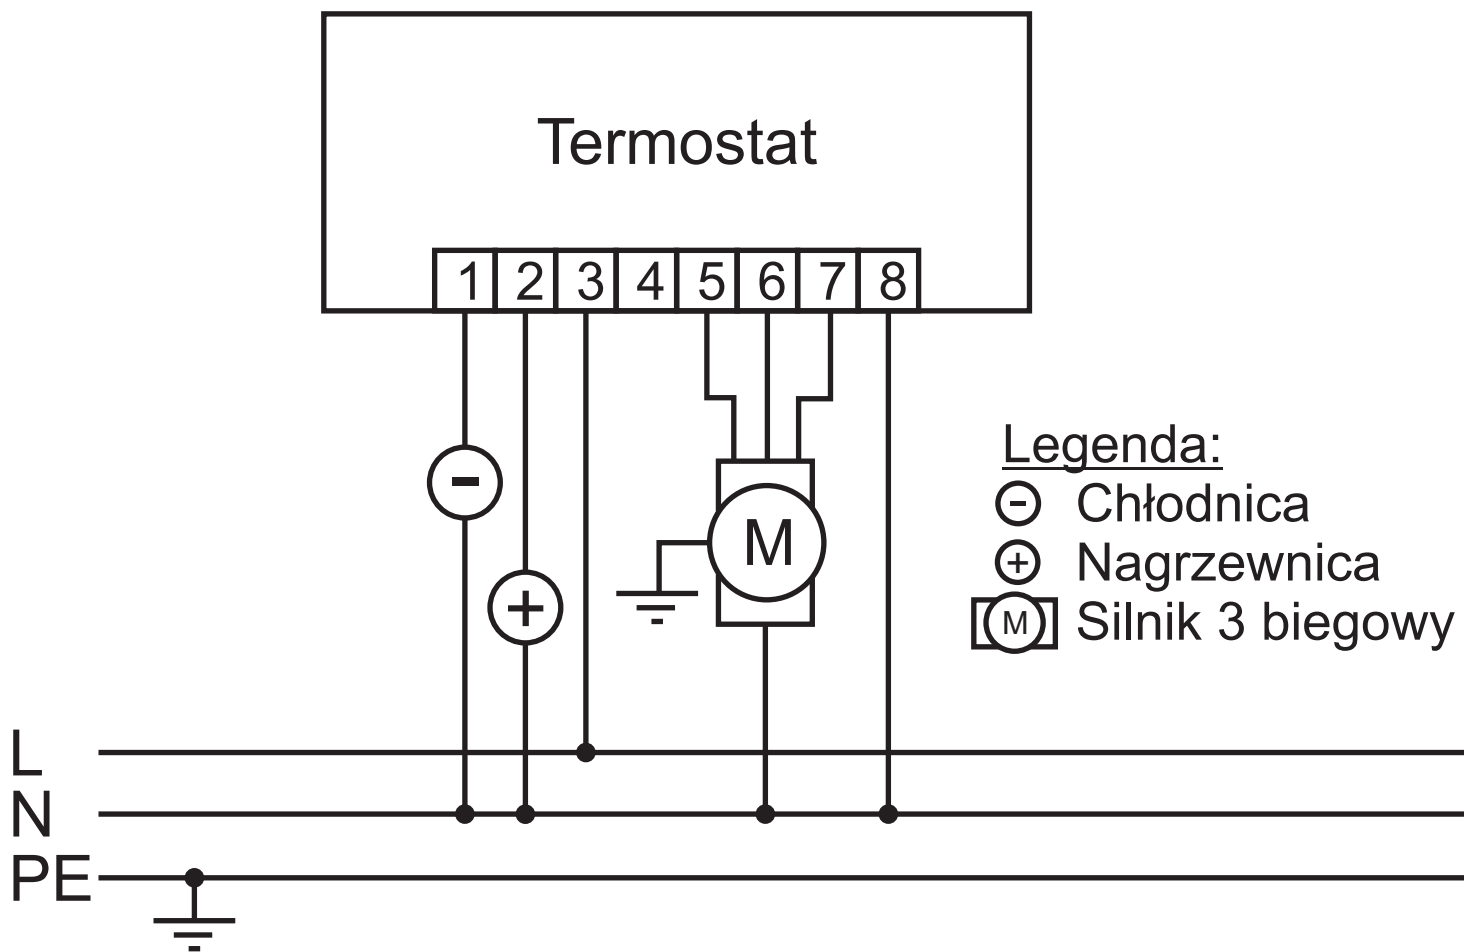 Termostat
1 2 3 4 5 6 7 8
Legenda:
- Chłodnica
+ Nagrzewnica
M Silnik 3 biegowy
-
M
+
L
N
PE